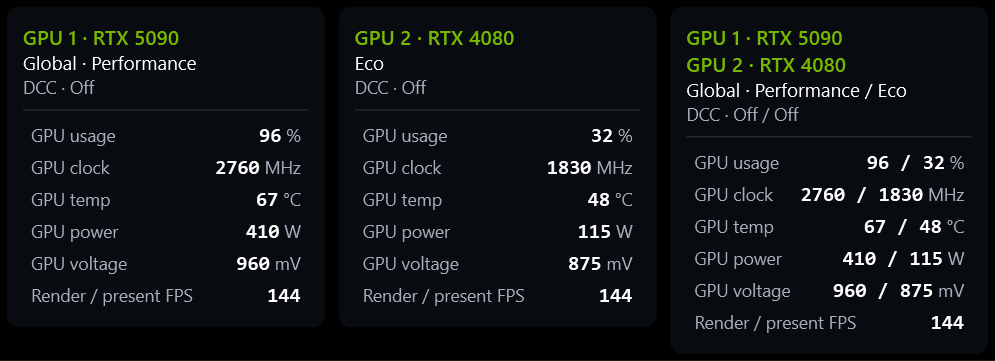 GPU 1 · RTX 5090
Global · Performance
DCC · Off
GPU usage 96 %
GPU clock 2760 MHz
GPU temp 67 °C
GPU power 410 W
GPU voltage 960 mV
Render / present FPS 144
GPU 2 · RTX 4080
Eco
DCC · Off
GPU usage 32 %
GPU clock 1830 MHz
GPU temp 48 °C
GPU power 115 W
GPU voltage 875 mV
Render / present FPS 144
GPU 1 · RTX 5090
GPU 2 · RTX 4080
Global · Performance / Eco
DCC · Off / Off
GPU usage 96 / 32 %
GPU clock 2760 / 1830 MHz
GPU temp 67 / 48 °C
GPU power 410 / 115 W
GPU voltage 960 / 875 mV
Render / present FPS 144